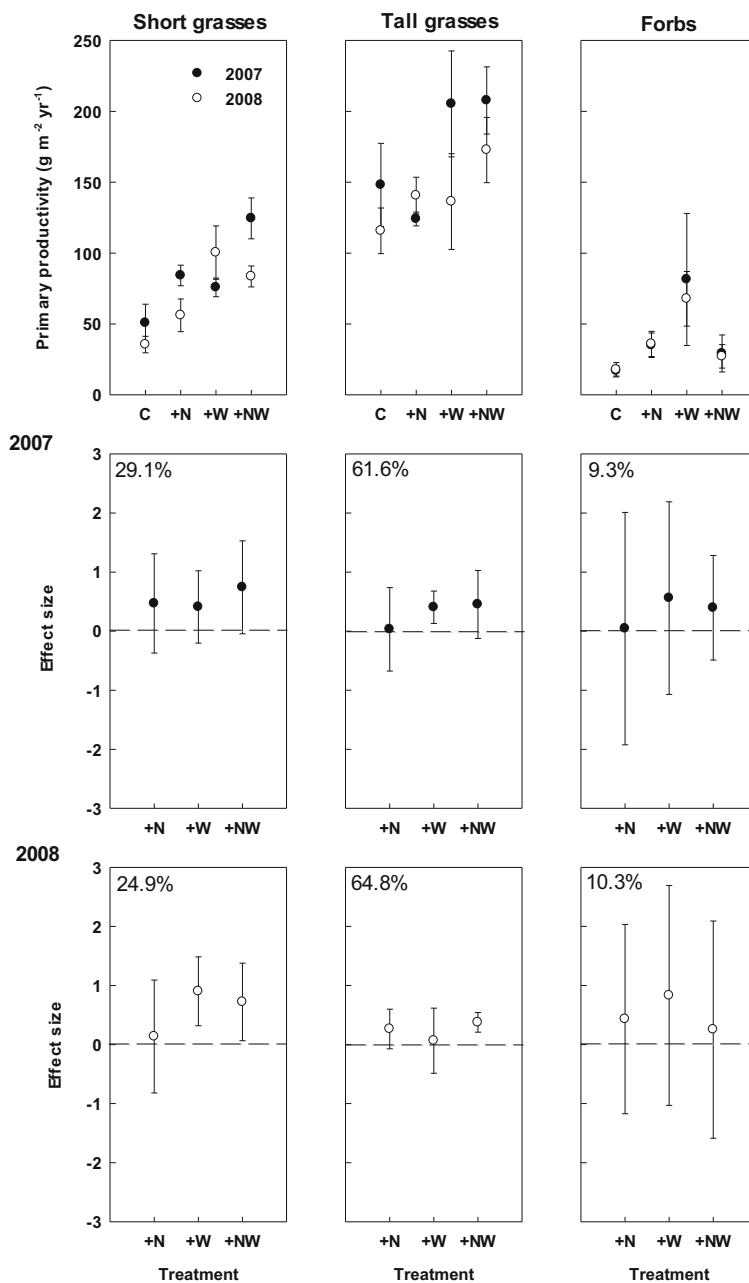 Short grasses Tall grasses Forbs
Primary productivity (g m⁻² yr⁻¹)
250
200
150
100
50
0
2007
2008
C +N +W +NW
C +N +W +NW
C +N +W +NW
2007
Effect size
3
2
1
0
-1
-2
-3
29.1% 61.6% 9.3%
+N +W +NW
+N +W +NW
+N +W +NW
2008
Effect size
3
2
1
0
-1
-2
-3
24.9% 64.8% 10.3%
+N +W +NW
+N +W +NW
+N +W +NW
Treatment Treatment Treatment